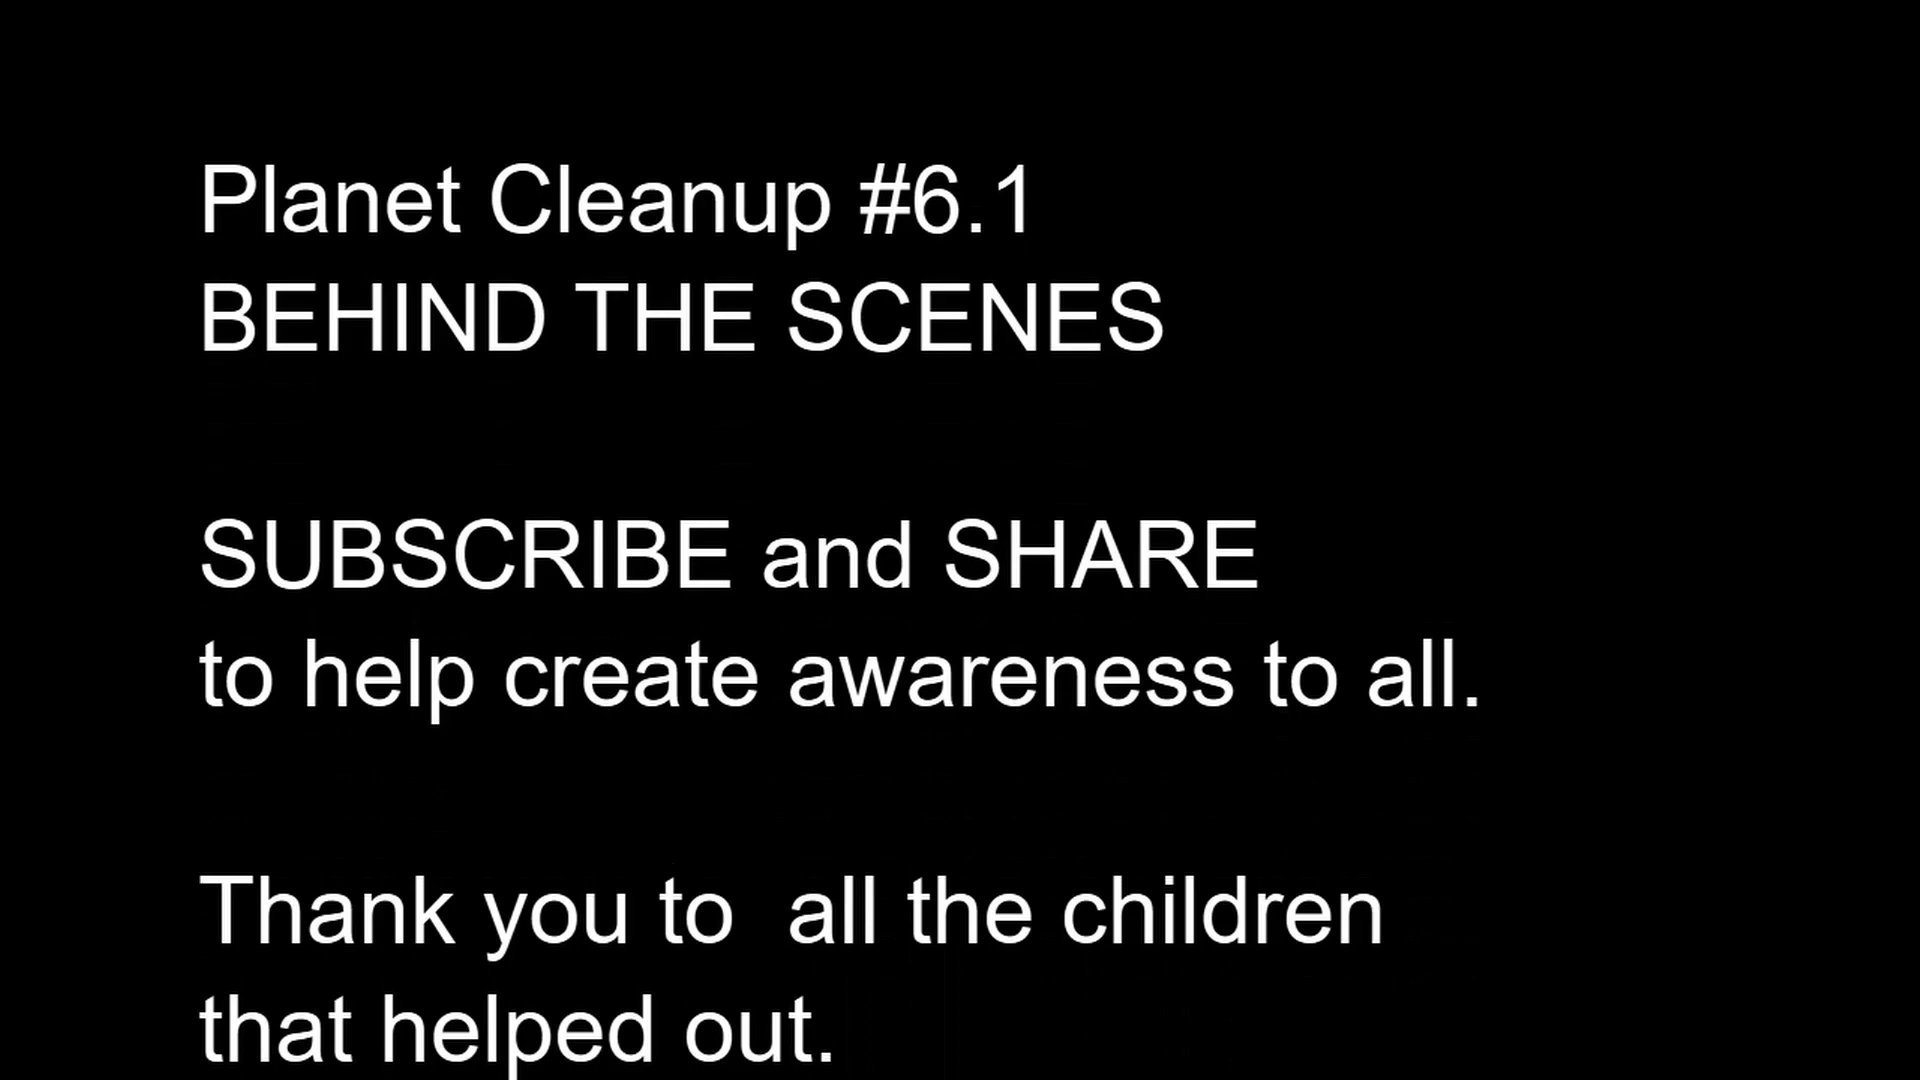 Planet Cleanup #6.1
BEHIND THE SCENES
SUBSCRIBE and SHARE
to help create awareness to all.
Thank you to  all the children
that helped out.